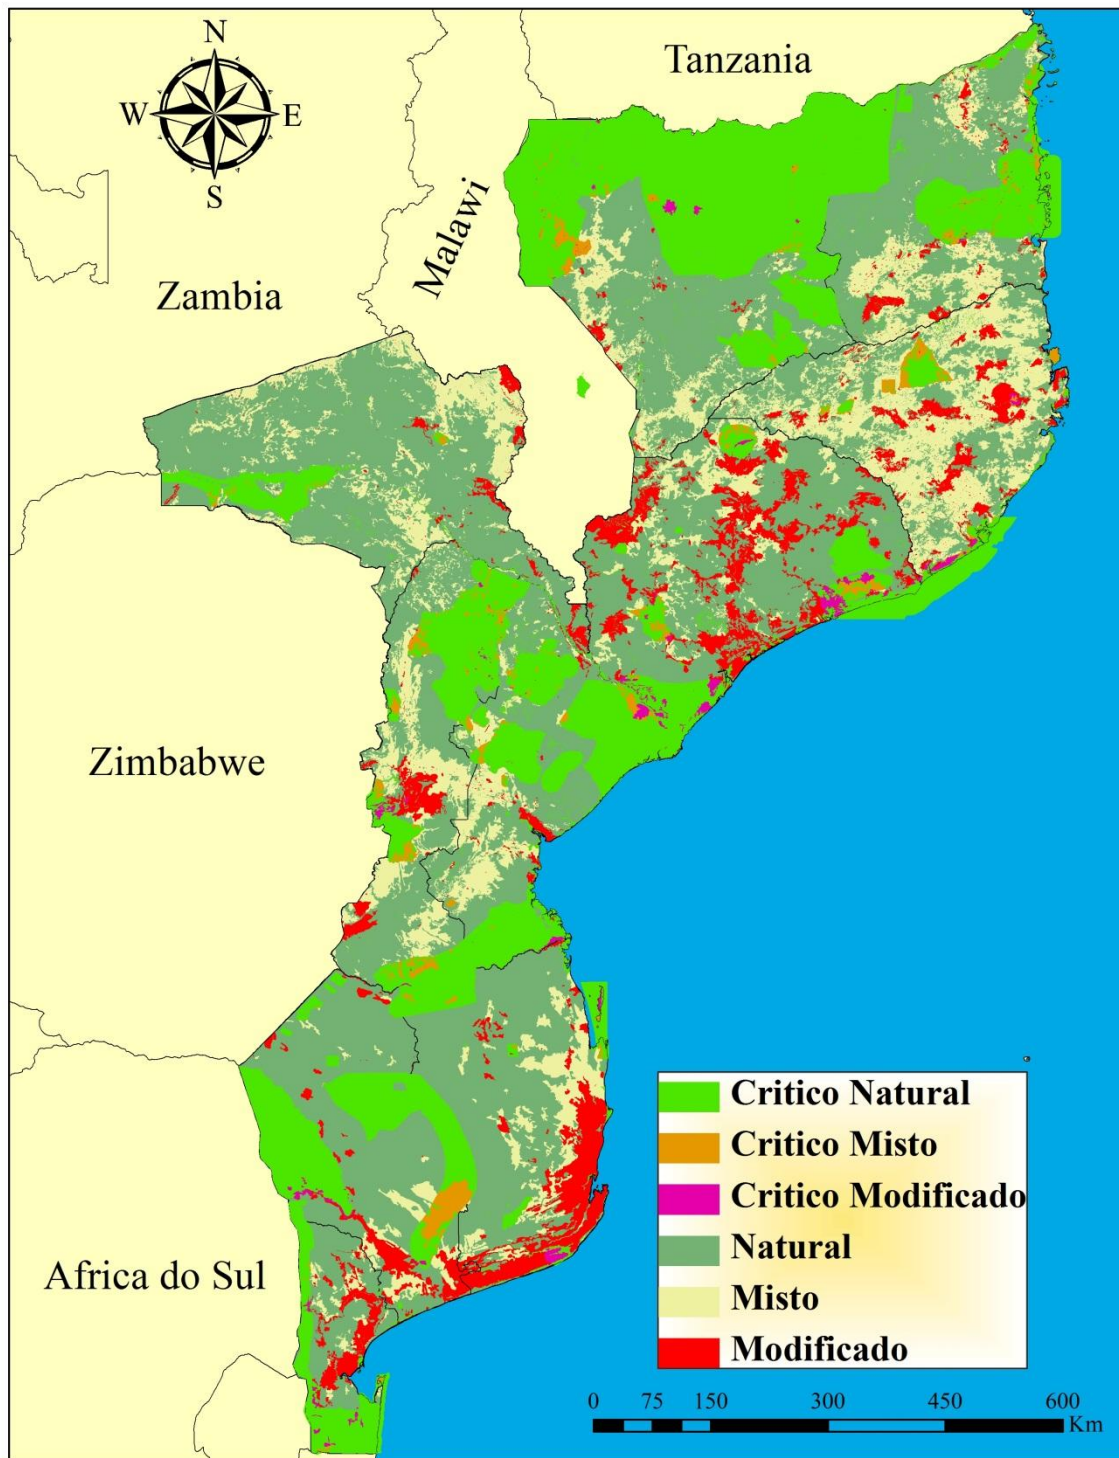 N
W E
S
Tanzania
Malawi
Zambia
Zimbabwe
Africa do Sul
Critico Natural
Critico Misto
Critico Modificado
Natural
Misto
Modificado
0 75 150 300 450 600
Km